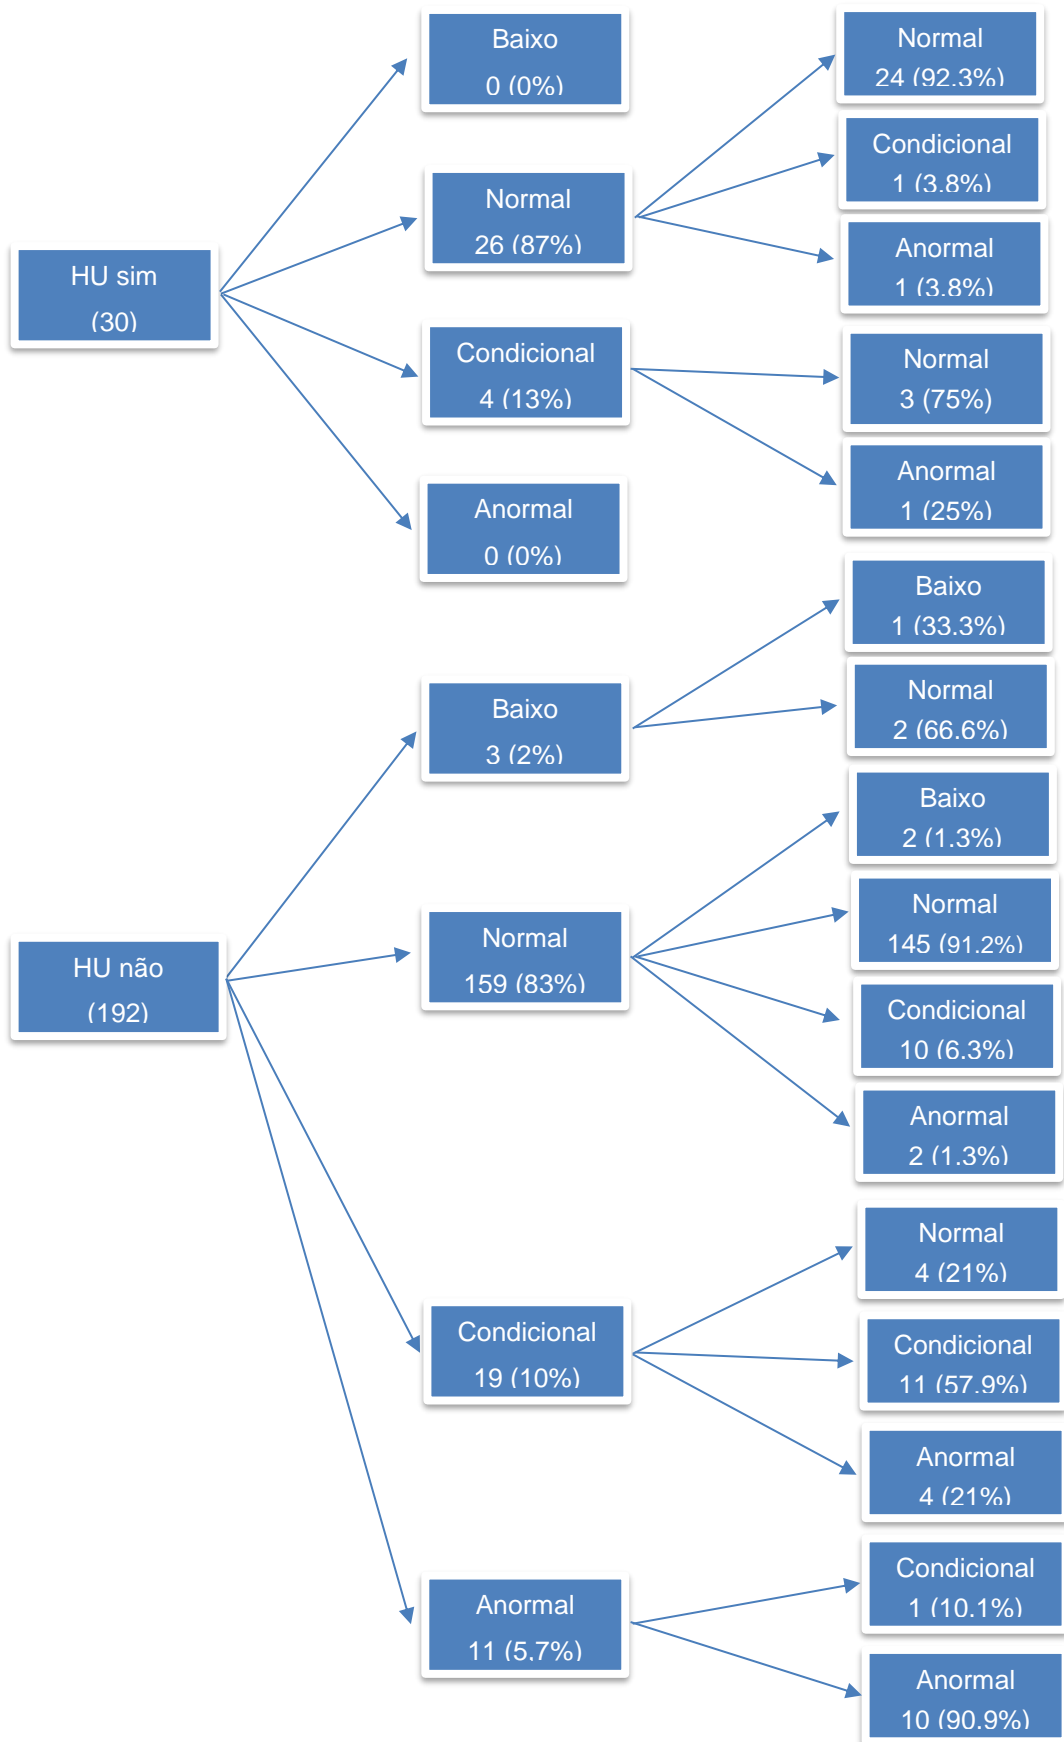 HU sim
(30)
Baixo
0 (0%)
Normal
26 (87%)
Condicional
4 (13%)
Anormal
0 (0%)
Normal
24 (92.3%)
Condicional
1 (3.8%)
Anormal
1 (3.8%)
Normal
3 (75%)
Anormal
1 (25%)
HU não
(192)
Baixo
3 (2%)
Normal
159 (83%)
Condicional
19 (10%)
Anormal
11 (5.7%)
Baixo
1 (33.3%)
Normal
2 (66.6%)
Baixo
2 (1.3%)
Normal
145 (91.2%)
Condicional
10 (6.3%)
Anormal
2 (1.3%)
Normal
4 (21%)
Condicional
11 (57.9%)
Anormal
4 (21%)
Condicional
1 (10.1%)
Anormal
10 (90.9%)